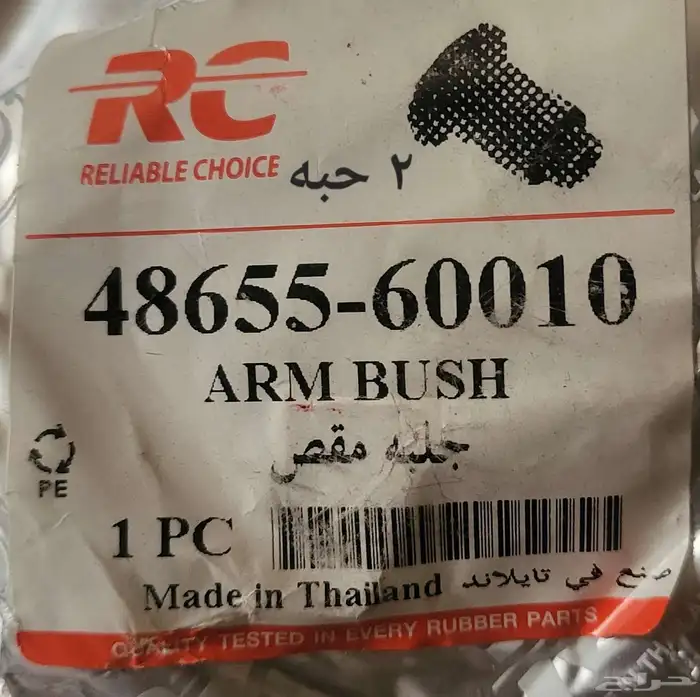 RC
RELIABLE CHOICE
٢ حبه
48655-60010
ARM BUSH
جلبه مقص
PE
1 PC
Made in Thailand صنع في تايلاند
QUALITY TESTED IN EVERY RUBBER PARTS
حراج